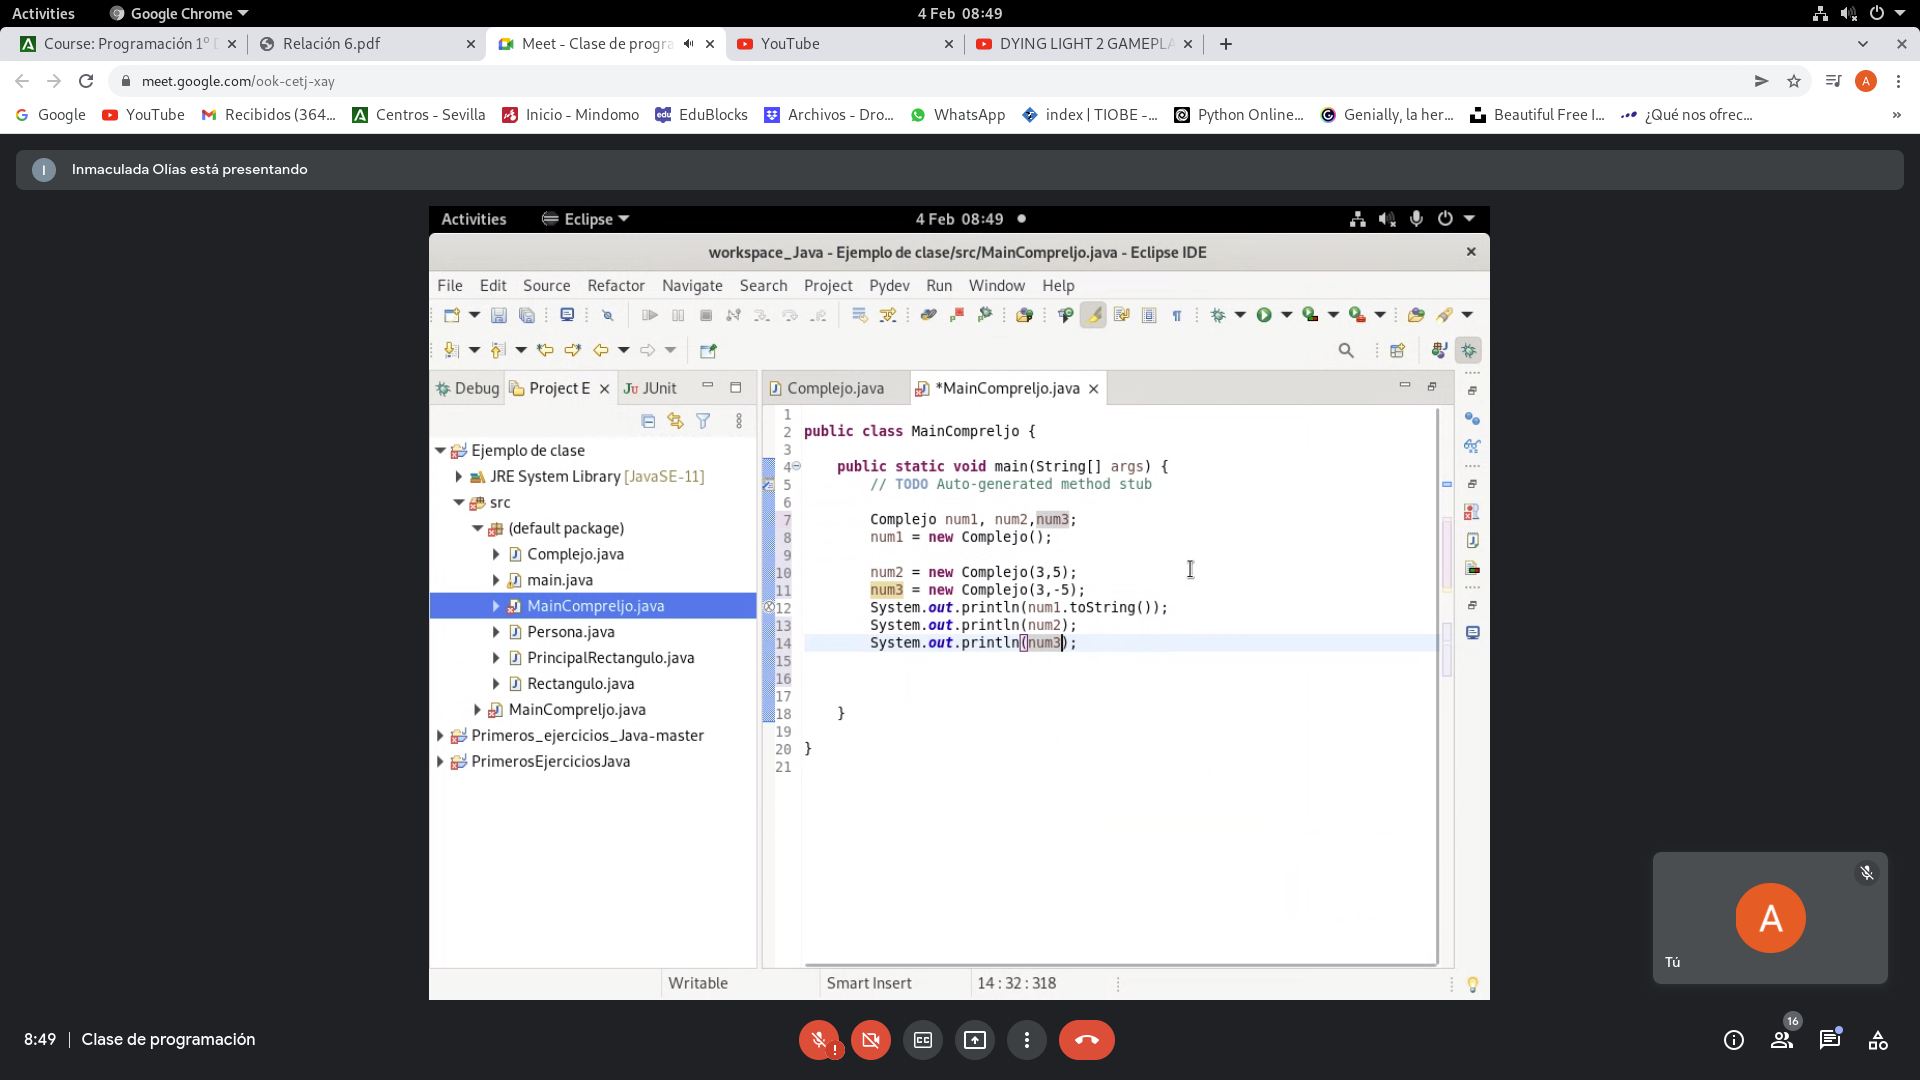 Activities
Google Chrome
4 Feb 08:49
Course: Programación 1º D
Relación 6.pdf
Meet - Clase de progra
YouTube
DYING LIGHT 2 GAMEPLA
meet.google.com/ook-cetj-xay
A
Google
YouTube
Recibidos (364...
Centros - Sevilla
Inicio - Mindomo
EduBlocks
Archivos - Dro...
WhatsApp
index | TIOBE -...
Python Online...
Genially, la her...
Beautiful Free I...
¿Qué nos ofrec...
»
I
Inmaculada Olías está presentando
Activities
Eclipse
4 Feb 08:49
workspace_Java - Ejemplo de clase/src/MainCompreljo.java - Eclipse IDE
File Edit Source Refactor Navigate Search Project Pydev Run Window Help
Debug
Project E
JUnit
Complejo.java
*MainCompreljo.java
Ejemplo de clase
JRE System Library [JavaSE-11]
src
(default package)
Complejo.java
main.java
MainCompreljo.java
Persona.java
PrincipalRectangulo.java
Rectangulo.java
MainCompreljo.java
Primeros_ejercicios_Java-master
PrimerosEjerciciosJava
1
2 public class MainCompreljo {
3
4 public static void main(String[] args) {
5 // TODO Auto-generated method stub
6
7 Complejo num1, num2,num3;
8 num1 = new Complejo();
9
10 num2 = new Complejo(3,5);
11 num3 = new Complejo(3,-5);
12 System.out.println(num1.toString());
13 System.out.println(num2);
14 System.out.println(num3);
15
16
17
18 }
19
20 }
21
Writable
Smart Insert
14 : 32 : 318
A
Tú
8:49 | Clase de programación
16